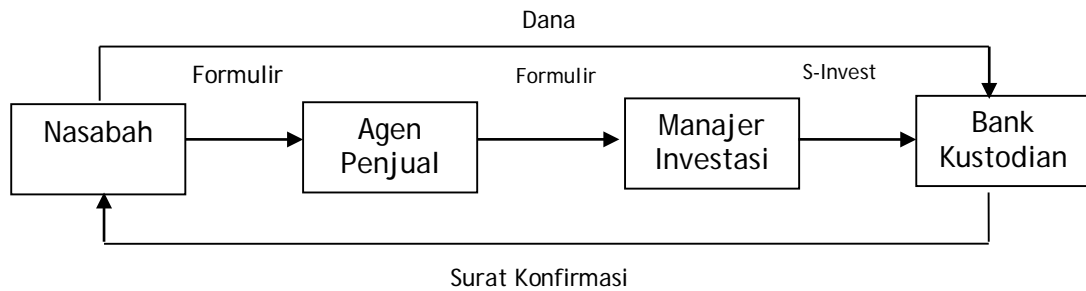 Dana
Formulir
Formulir
S-Invest
Nasabah
Agen
Penjual
Manajer
Investasi
Bank
Kustodian
Surat Konfirmasi